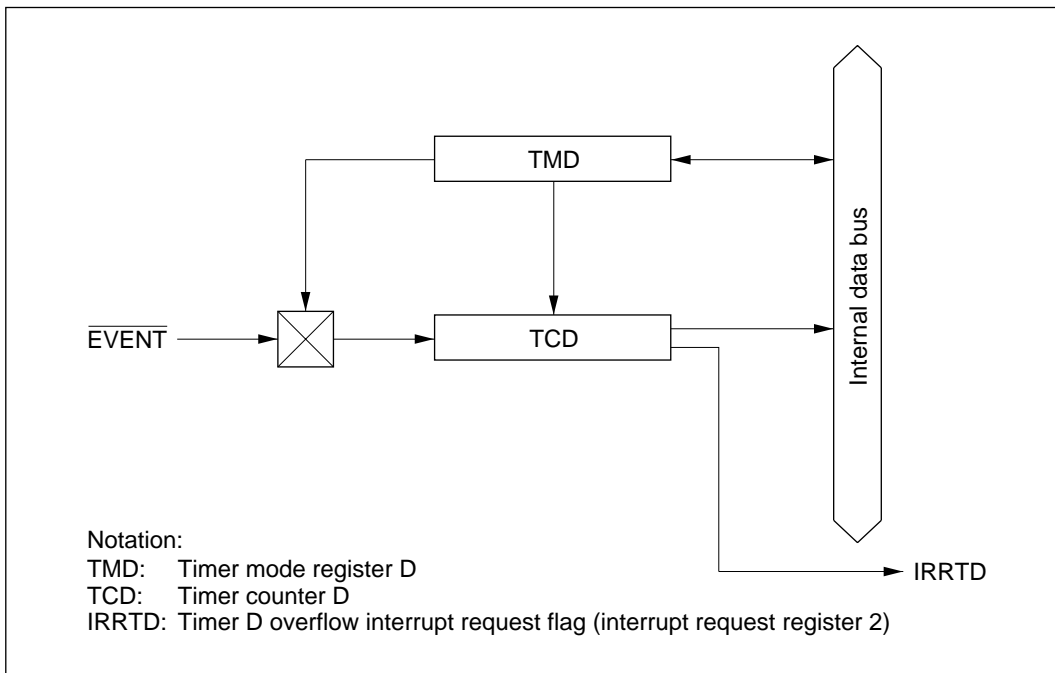 TMD
EVENT
TCD
Internal data bus
IRRTD
Notation:
TMD: Timer mode register D
TCD: Timer counter D
IRRTD: Timer D overflow interrupt request flag (interrupt request register 2)